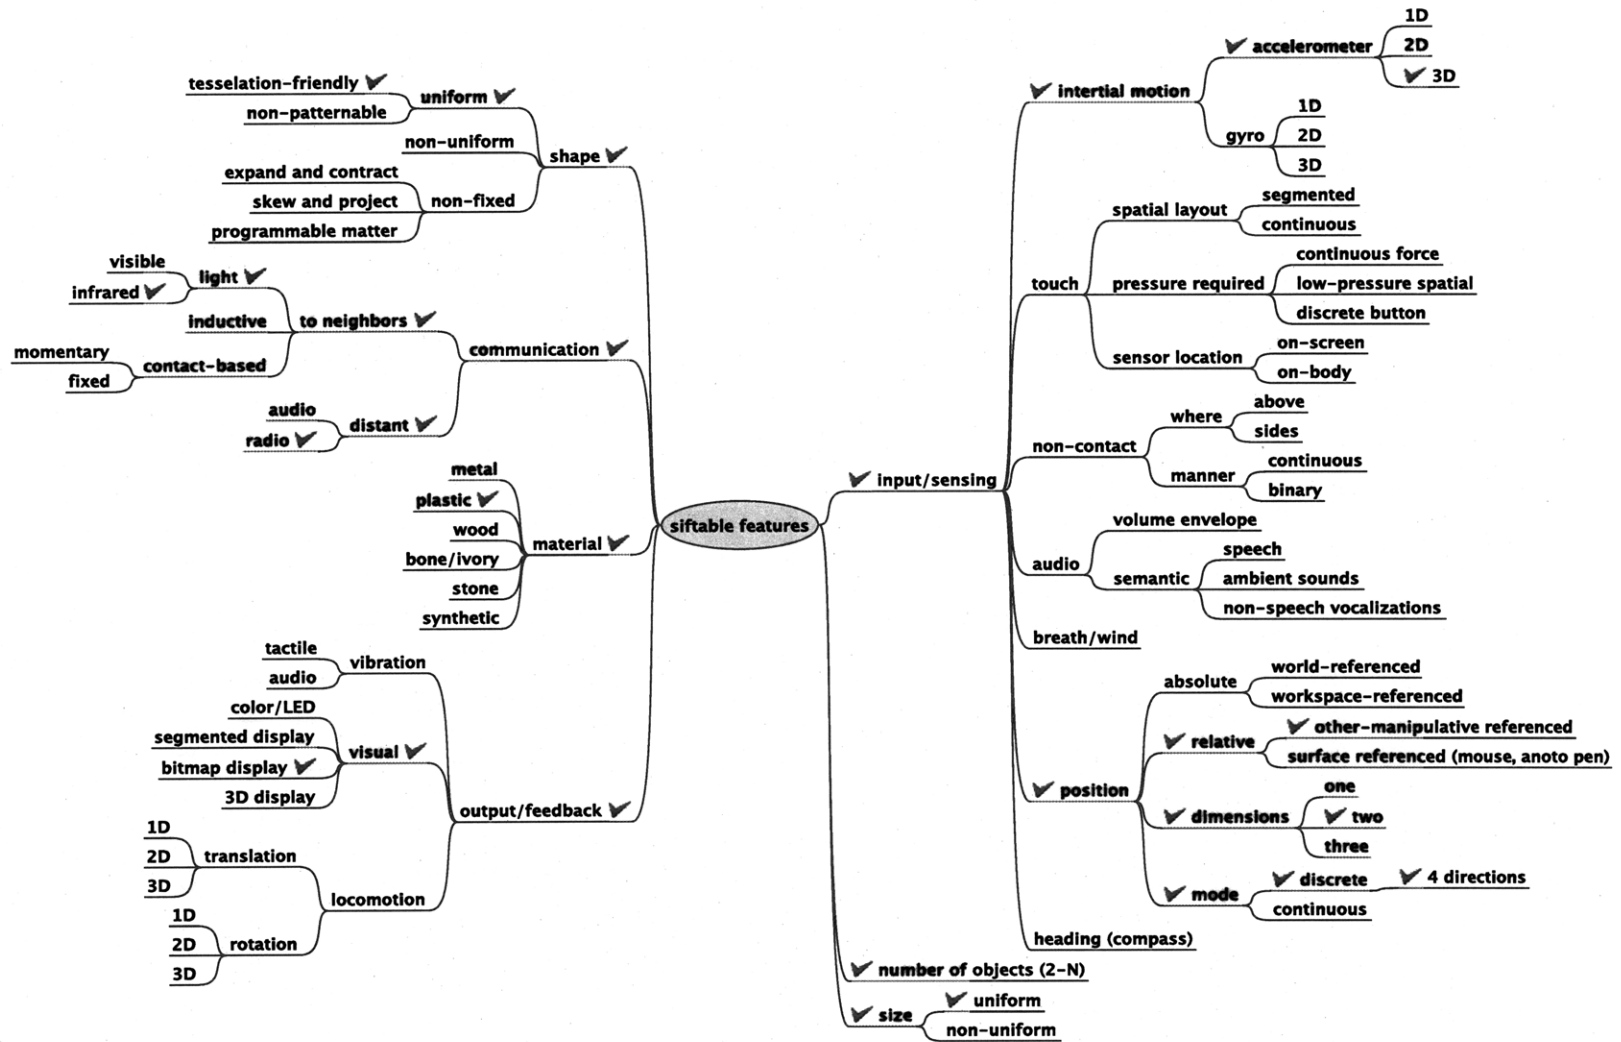 siftable features
shape
uniform
tesselation-friendly
non-patternable
non-uniform
non-fixed
expand and contract
skew and project
programmable matter
communication
to neighbors
light
visible
infrared
inductive
contact-based
momentary
fixed
distant
audio
radio
material
metal
plastic
wood
bone/ivory
stone
synthetic
output/feedback
vibration
tactile
audio
visual
color/LED
segmented display
bitmap display
3D display
locomotion
translation
1D
2D
3D
rotation
1D
2D
3D
input/sensing
intertial motion
accelerometer
1D
2D
3D
gyro
1D
2D
3D
touch
spatial layout
segmented
continuous
pressure required
continuous force
low-pressure spatial
discrete button
sensor location
on-screen
on-body
non-contact
where
above
sides
manner
continuous
binary
audio
volume envelope
semantic
speech
ambient sounds
non-speech vocalizations
breath/wind
position
absolute
world-referenced
workspace-referenced
relative
other-manipulative referenced
surface referenced (mouse, anoto pen)
dimensions
one
two
three
mode
discrete
4 directions
continuous
heading (compass)
number of objects (2-N)
size
uniform
non-uniform